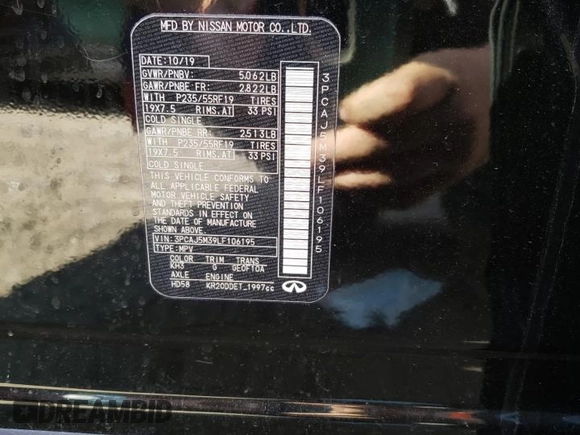 MFD BY NISSAN MOTOR CO.,LTD.
DATE: 10/19
GVWR/PNBV: 5,062LB
GAWR/PNBE FR: 2,822LB
WITH P235/55RF19 TIRES
19X7.5 RIMS.AT 33 PSI
COLD SINGLE
GAWR/PNBE RR: 2,513LB
WITH P235/55RF19 TIRES
19X7.5 RIMS.AT 33 PSI
COLD SINGLE
THIS VEHICLE CONFORMS TO
ALL APPLICABLE FEDERAL
MOTOR VEHICLE SAFETY
AND THEFT PREVENTION
STANDARDS IN EFFECT ON
THE DATE OF MANUFACTURE
SHOWN ABOVE.
VIN: 3PCAJ5M39LF106195
TYPE: MPV
COLOR TRIM TRANS
KH3 G GE0F10A
AXLE ENGINE
HD58 KR20DDET_1997cc
3PCAJ5M39LF106195
DREAMBID